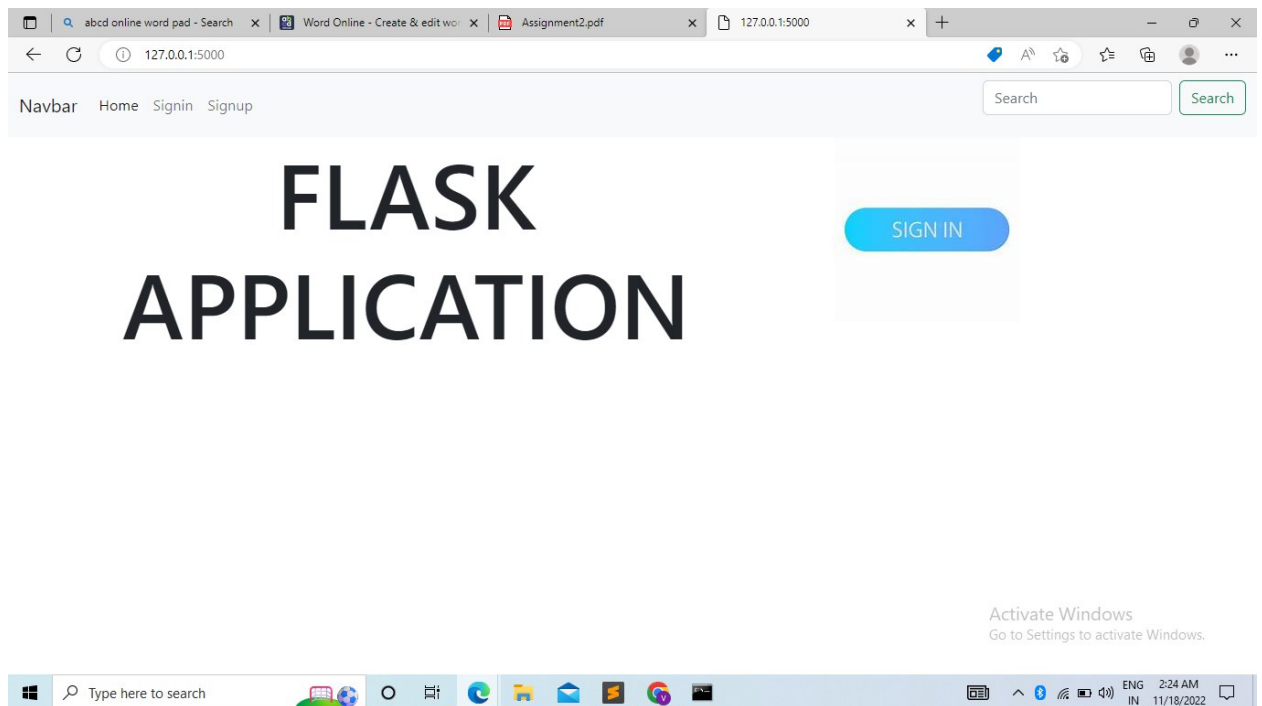 abcd online word pad - Search
Word Online - Create & edit wor
Assignment2.pdf
127.0.0.1:5000
127.0.0.1:5000
Navbar Home Signin Signup
Search Search
FLASK
APPLICATION
SIGN IN
Activate Windows
Go to Settings to activate Windows.
Type here to search
ENG 2:24 AM
IN 11/18/2022